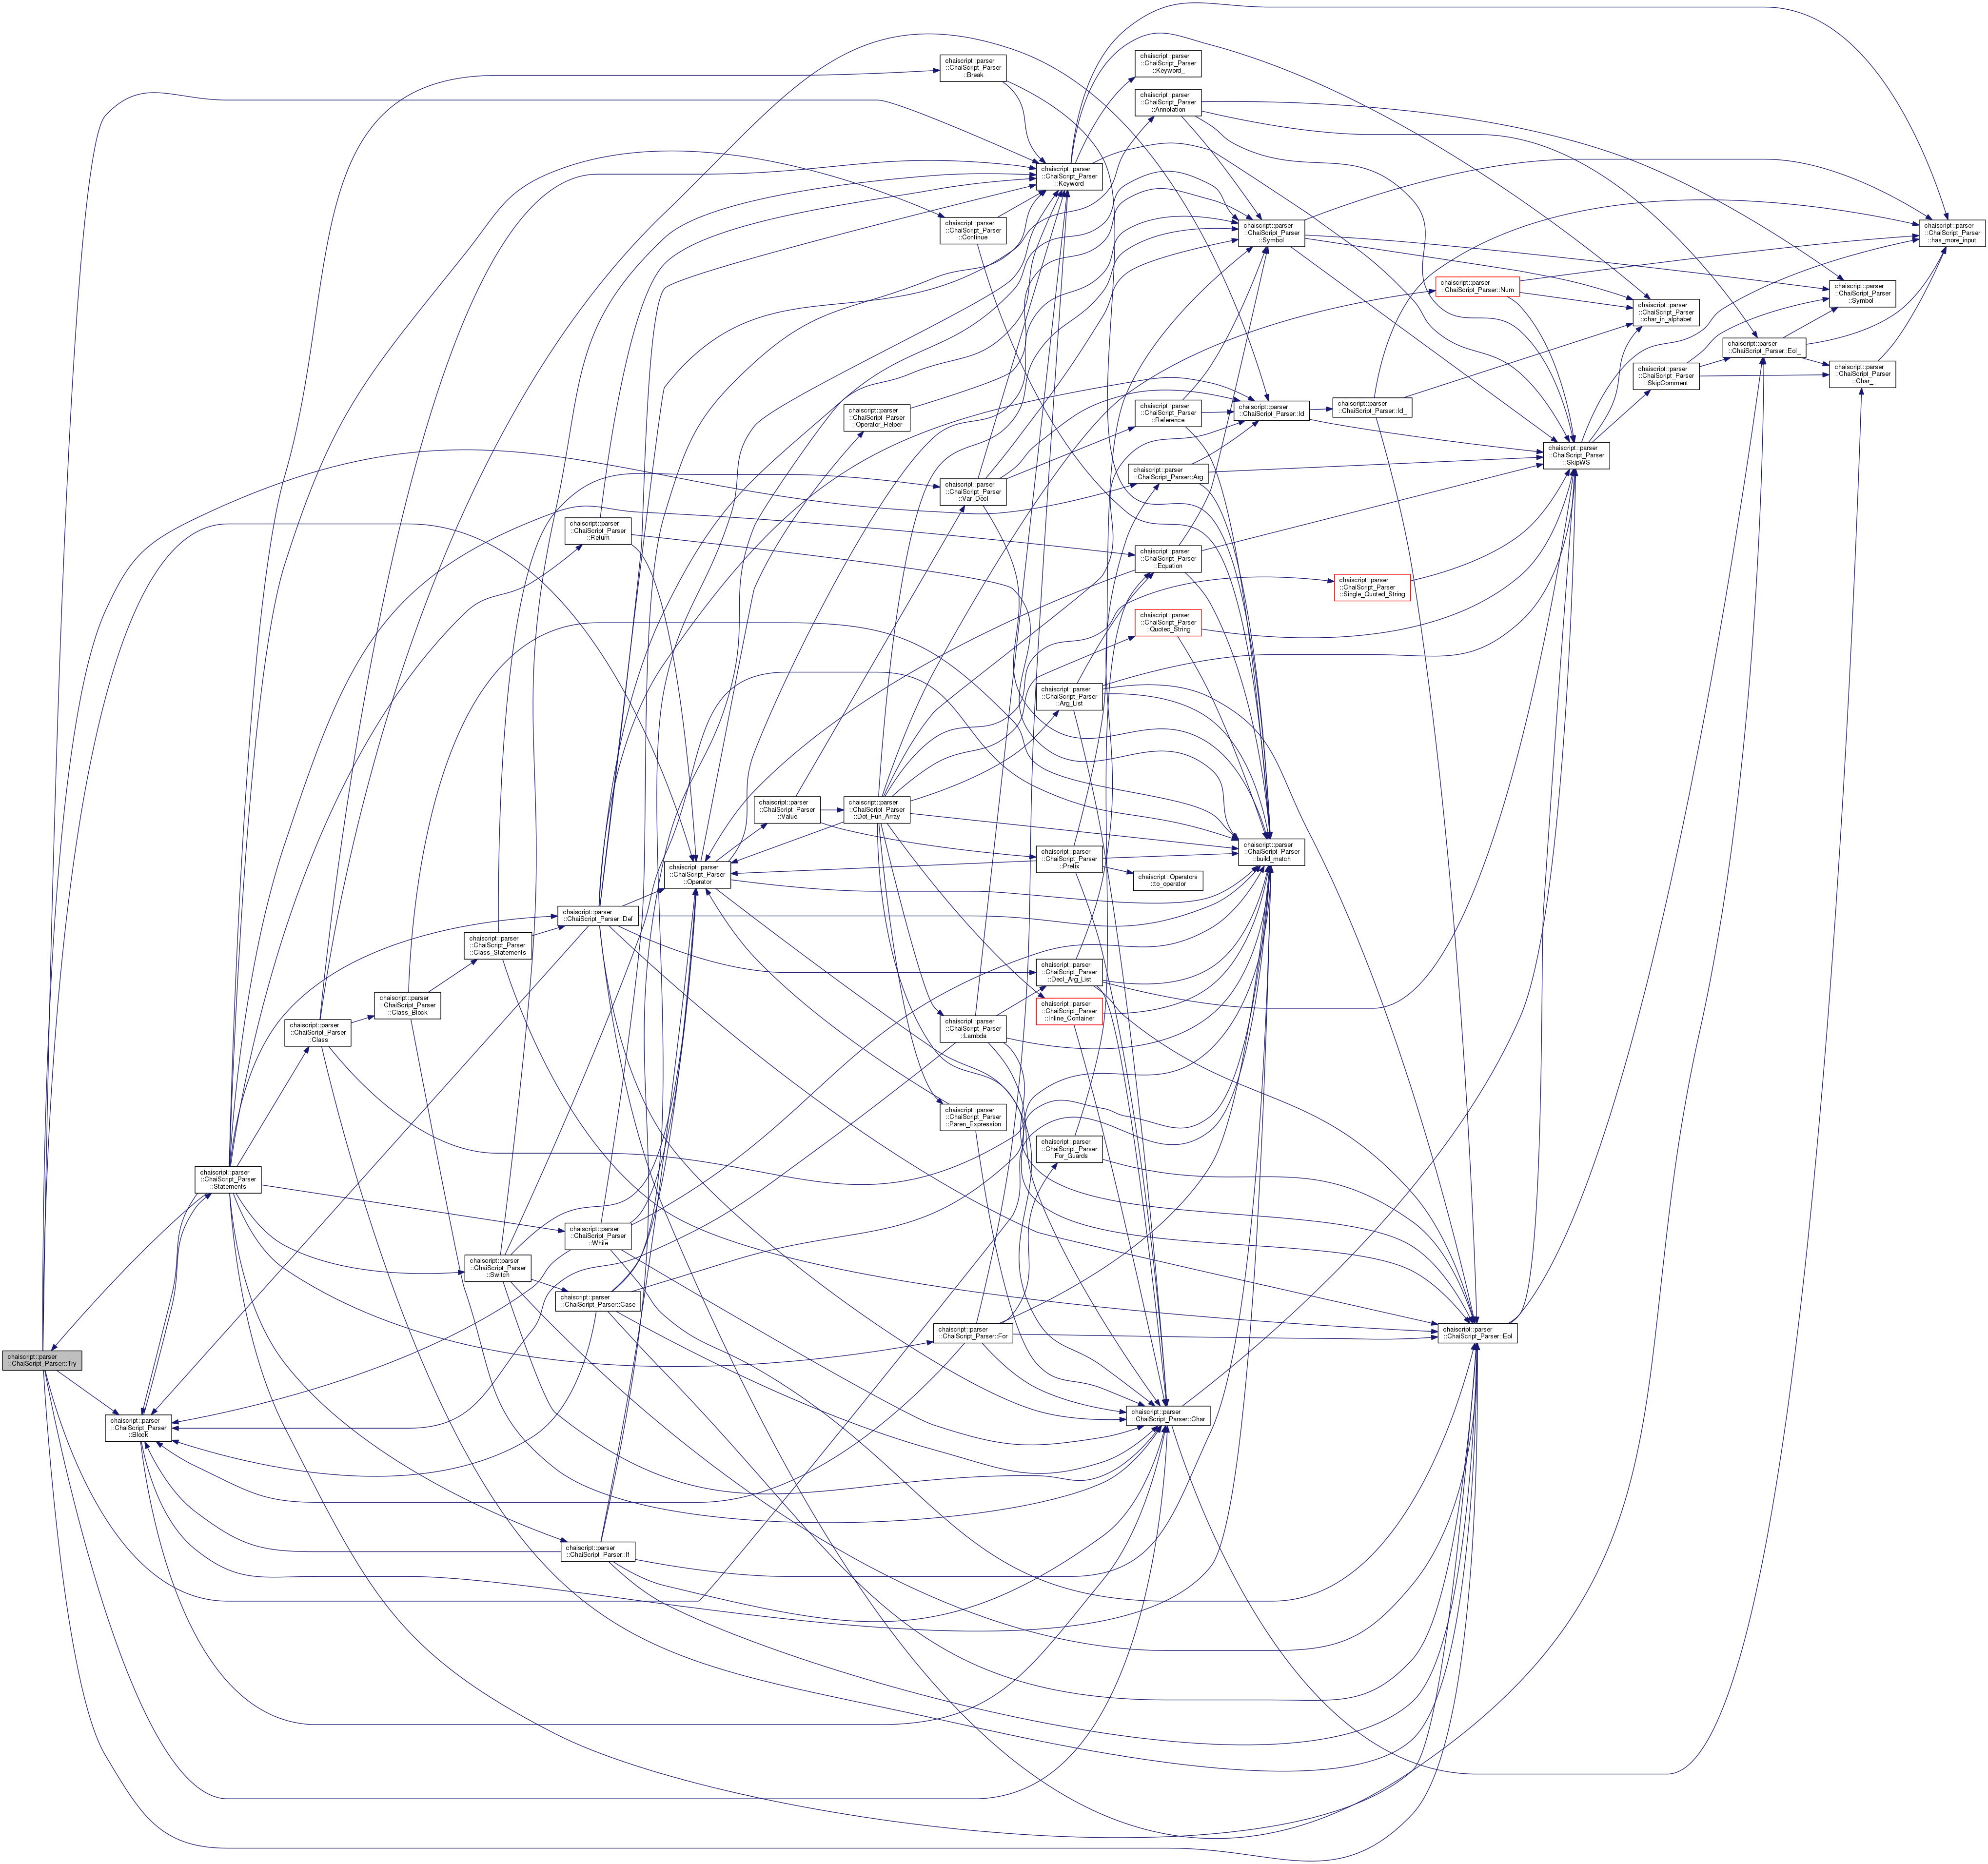 chaiscript::parser
::ChaiScript_Parser
::Keyword_
chaiscript::parser
::ChaiScript_Parser
::Break
chaiscript::parser
::ChaiScript_Parser
::Annotation
chaiscript::parser
::ChaiScript_Parser
::Keyword
chaiscript::parser
::ChaiScript_Parser
::Continue
chaiscript::parser
::ChaiScript_Parser
::Symbol
chaiscript::parser
::ChaiScript_Parser
::has_more_input
chaiscript::parser
::ChaiScript_Parser::Num
chaiscript::parser
::ChaiScript_Parser
::Symbol_
chaiscript::parser
::ChaiScript_Parser
::char_in_alphabet
chaiscript::parser
::ChaiScript_Parser::Eol_
chaiscript::parser
::ChaiScript_Parser
::SkipComment
chaiscript::parser
::ChaiScript_Parser
::Char_
chaiscript::parser
::ChaiScript_Parser
::Operator_Helper
chaiscript::parser
::ChaiScript_Parser
::Reference
chaiscript::parser
::ChaiScript_Parser::Id
chaiscript::parser
::ChaiScript_Parser::Id_
chaiscript::parser
::ChaiScript_Parser
::SkipWS
chaiscript::parser
::ChaiScript_Parser::Arg
chaiscript::parser
::ChaiScript_Parser
::Var_Decl
chaiscript::parser
::ChaiScript_Parser
::Return
chaiscript::parser
::ChaiScript_Parser
::Equation
chaiscript::parser
::ChaiScript_Parser
::Single_Quoted_String
chaiscript::parser
::ChaiScript_Parser
::Quoted_String
chaiscript::parser
::ChaiScript_Parser
::Arg_List
chaiscript::parser
::ChaiScript_Parser
::Value
chaiscript::parser
::ChaiScript_Parser
::Dot_Fun_Array
chaiscript::parser
::ChaiScript_Parser
::build_match
chaiscript::parser
::ChaiScript_Parser
::Prefix
chaiscript::parser
::ChaiScript_Parser
::Operator
chaiscript::Operators
::to_operator
chaiscript::parser
::ChaiScript_Parser::Def
chaiscript::parser
::ChaiScript_Parser
::Class_Statements
chaiscript::parser
::ChaiScript_Parser
::Decl_Arg_List
chaiscript::parser
::ChaiScript_Parser
::Class_Block
chaiscript::parser
::ChaiScript_Parser
::Inline_Container
chaiscript::parser
::ChaiScript_Parser
::Class
chaiscript::parser
::ChaiScript_Parser
::Lambda
chaiscript::parser
::ChaiScript_Parser
::Paren_Expression
chaiscript::parser
::ChaiScript_Parser
::For_Guards
chaiscript::parser
::ChaiScript_Parser
::Statements
chaiscript::parser
::ChaiScript_Parser
::While
chaiscript::parser
::ChaiScript_Parser
::Switch
chaiscript::parser
::ChaiScript_Parser::Case
chaiscript::parser
::ChaiScript_Parser::For
chaiscript::parser
::ChaiScript_Parser::Eol
chaiscript::parser
::ChaiScript_Parser::Try
chaiscript::parser
::ChaiScript_Parser::Char
chaiscript::parser
::ChaiScript_Parser
::Block
chaiscript::parser
::ChaiScript_Parser::If